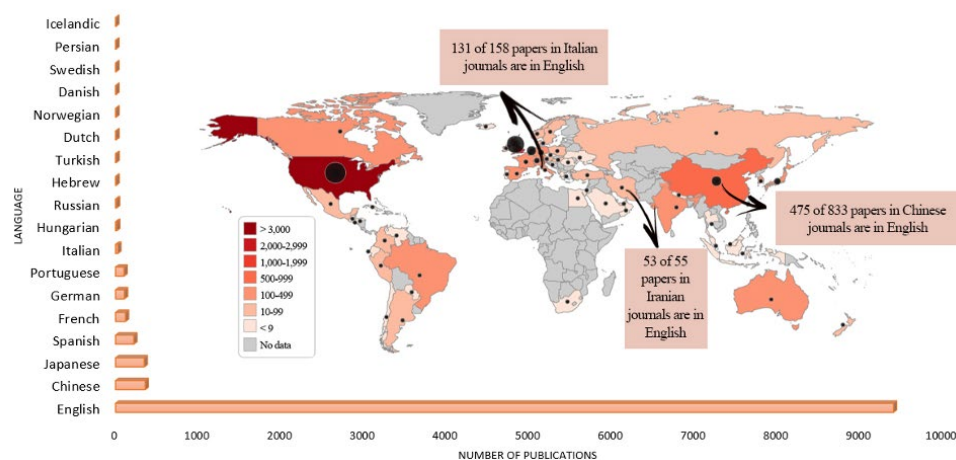 Icelandic
Persian
Swedish
Danish
Norwegian
Dutch
Turkish
Hebrew
Russian
Hungarian
Italian
Portuguese
German
French
Spanish
Japanese
Chinese
English
LANGUAGE
131 of 158 papers in Italian
journals are in English
475 of 833 papers in Chinese
journals are in English
53 of 55
papers in
Iranian
journals are in
English
> 3,000
2,000-2,999
1,000-1,999
500-999
100-499
10-99
< 9
No data
0 1000 2000 3000 4000 5000 6000 7000 8000 9000 10000
NUMBER OF PUBLICATIONS